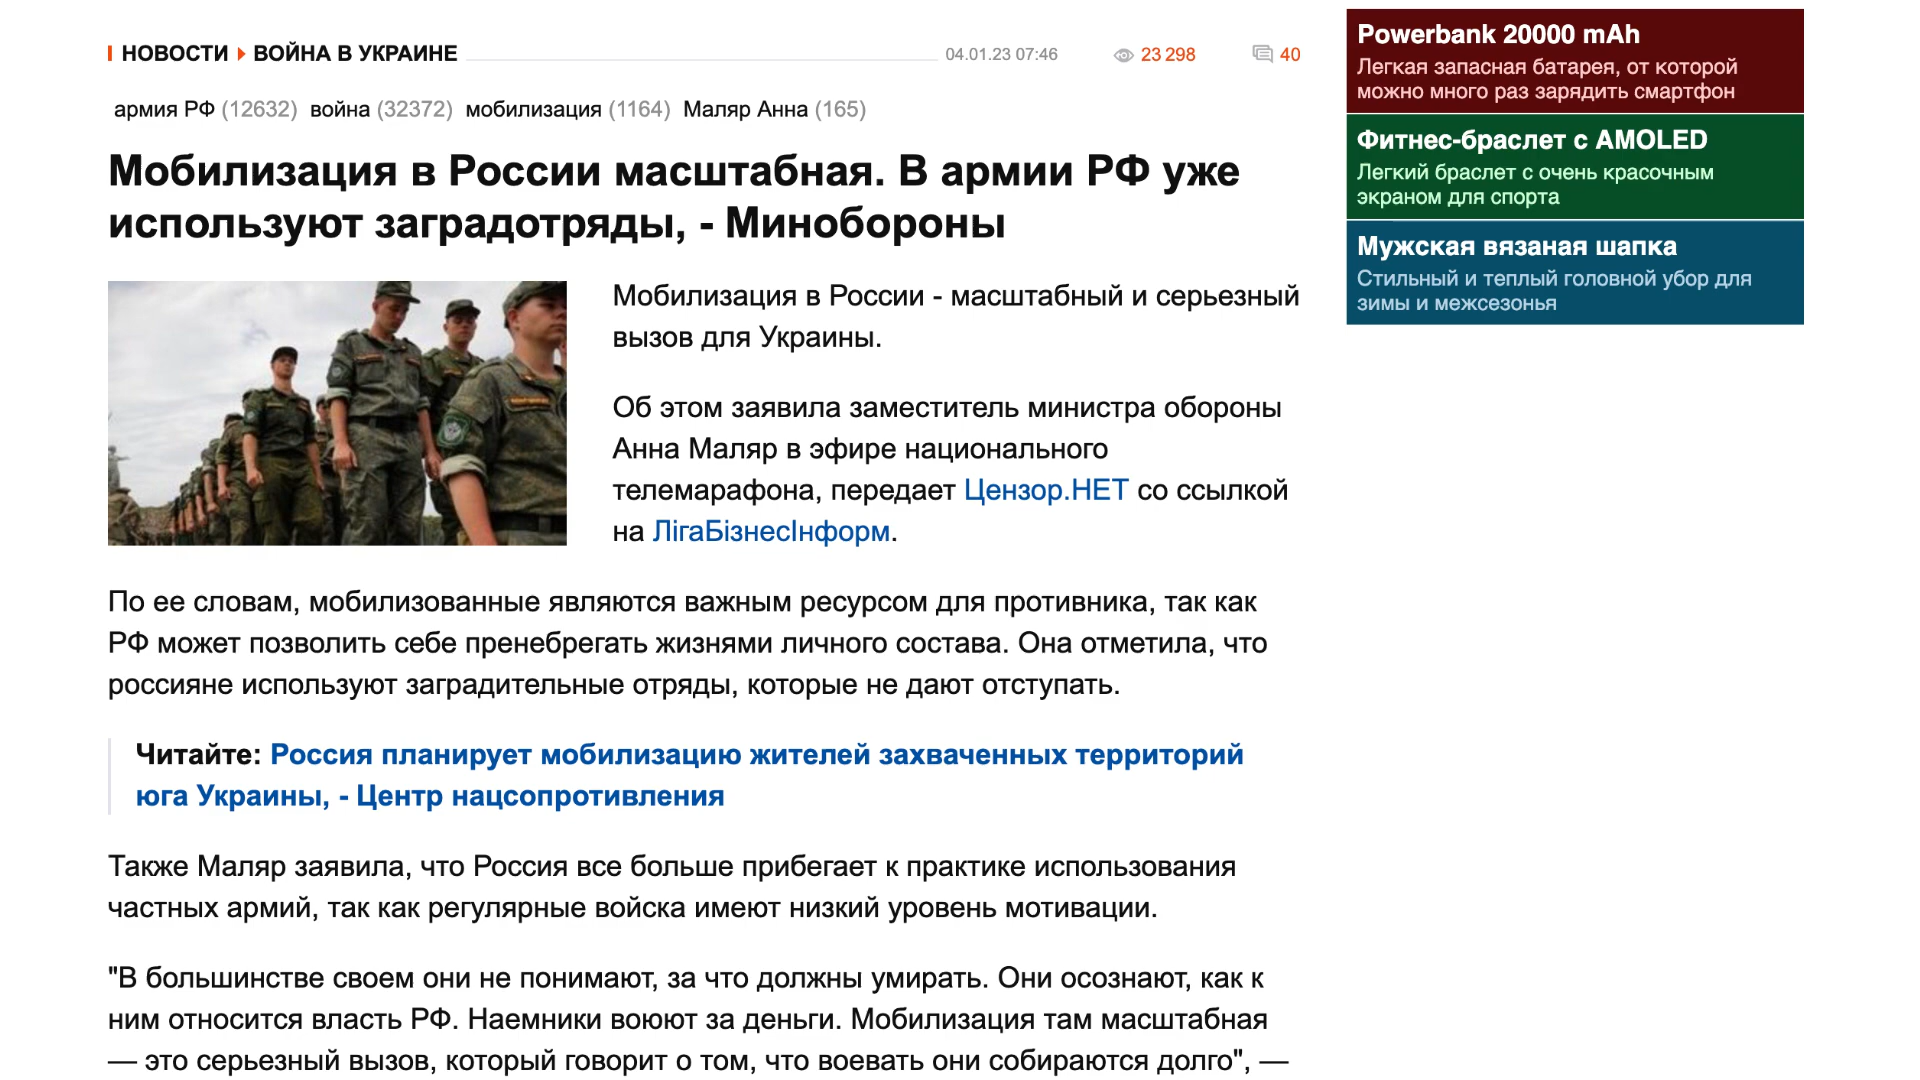 НОВОСТИ ВОЙНА В УКРАИНЕ 04.01.23 07:46 23 298 40
армия РФ (12632) война (32372) мобилизация (1164) Маляр Анна (165)
Мобилизация в России масштабная. В армии РФ уже
используют заградотряды, - Минобороны
Мобилизация в России - масштабный и серьезный
вызов для Украины.
Об этом заявила заместитель министра обороны
Анна Маляр в эфире национального
телемарафона, передает Цензор.НЕТ со ссылкой
на ЛігаБізнесІнформ.
По ее словам, мобилизованные являются важным ресурсом для противника, так как
РФ может позволить себе пренебрегать жизнями личного состава. Она отметила, что
россияне используют заградительные отряды, которые не дают отступать.
Читайте: Россия планирует мобилизацию жителей захваченных территорий
юга Украины, - Центр нацсопротивления
Также Маляр заявила, что Россия все больше прибегает к практике использования
частных армий, так как регулярные войска имеют низкий уровень мотивации.
"В большинстве своем они не понимают, за что должны умирать. Они осознают, как к
ним относится власть РФ. Наемники воюют за деньги. Мобилизация там масштабная
— это серьезный вызов, который говорит о том, что воевать они собираются долго", —
Powerbank 20000 mAh
Легкая запасная батарея, от которой
можно много раз зарядить смартфон
Фитнес-браслет с AMOLED
Легкий браслет с очень красочным
экраном для спорта
Мужская вязаная шапка
Стильный и теплый головной убор для
зимы и межсезонья